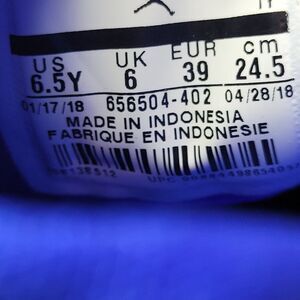 US UK EUR cm
6.5Y 6 39 24.5
01/17/18 656504-402 04/28/18
MADE IN INDONESIA
FABRIQUE EN INDONESIE